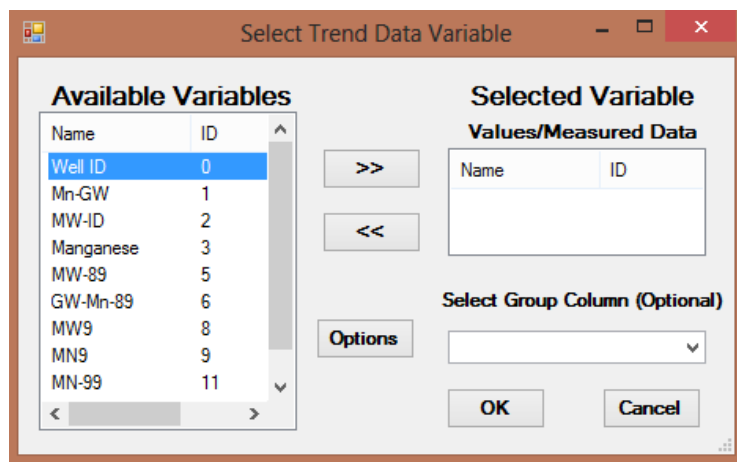 Select Trend Data Variable
Available Variables
Name ID
Well ID 0
Mn-GW 1
MW-ID 2
Manganese 3
MW-89 5
GW-Mn-89 6
MW9 8
MN9 9
MN-99 11
>>
<<
Options
Selected Variable
Values/Measured Data
Name ID
Select Group Column (Optional)
OK Cancel